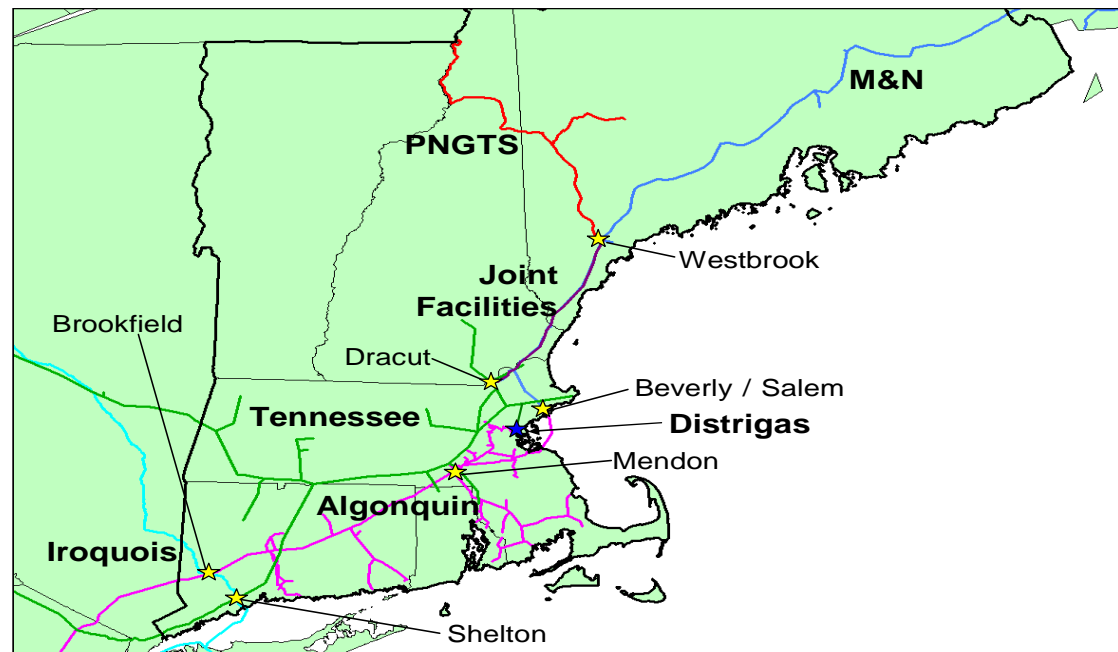 M&N
PNGTS
Westbrook
Joint
Facilities
Brookfield
Dracut
Beverly / Salem
Tennessee
Distrigas
Mendon
Algonquin
Iroquois
Shelton